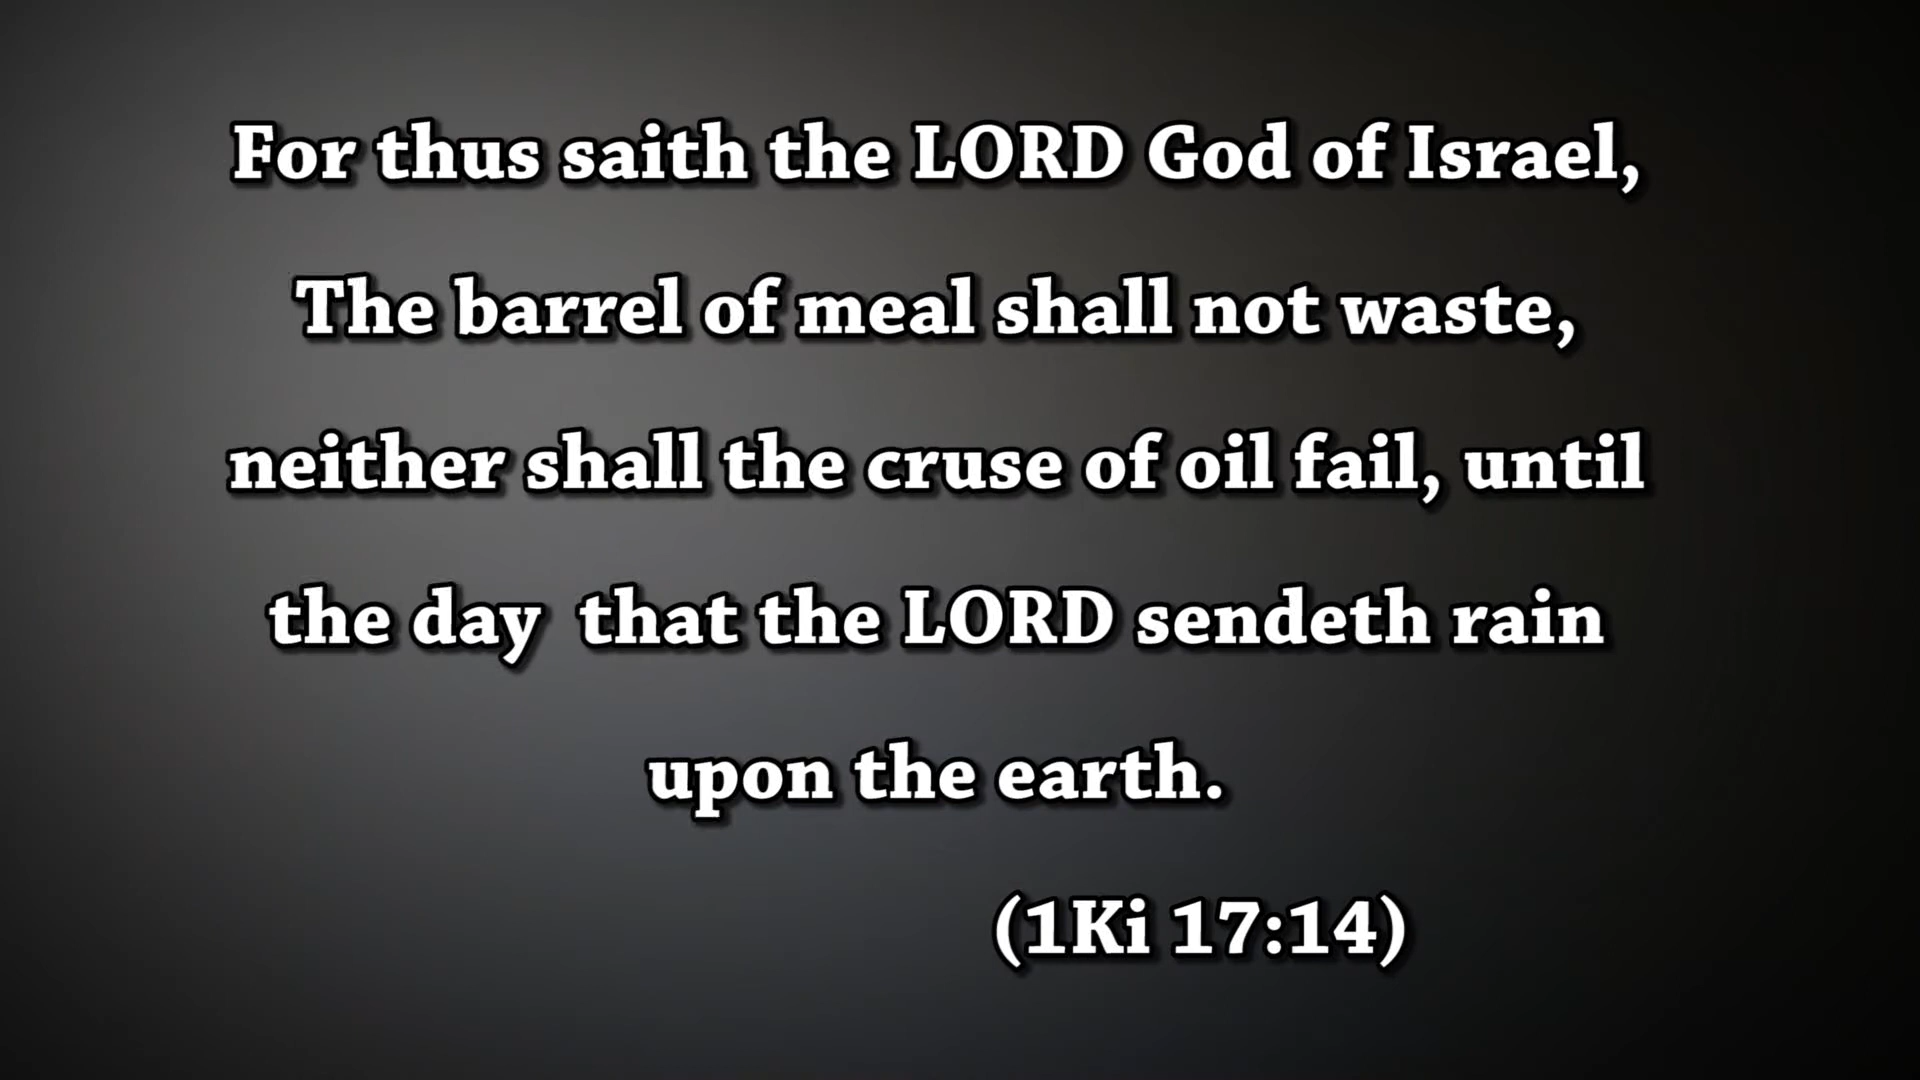 For thus saith the LORD God of Israel,
The barrel of meal shall not waste,
neither shall the cruse of oil fail, until
the day  that the LORD sendeth rain
upon the earth.
(1Ki 17:14)